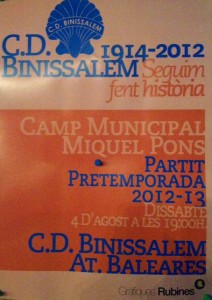 C.D. BINISSALEM
C.D. 1914-2012
BINISSALEM Seguim
fent història
CAMP MUNICIPAL
MIQUEL PONS
PARTIT
PRETEMPORADA
2012-13
DISSABTE
4 D'AGOST A LES 19:00H.
C.D. BINISSALEM
AT. BALEARES
Gràfiques Rubines